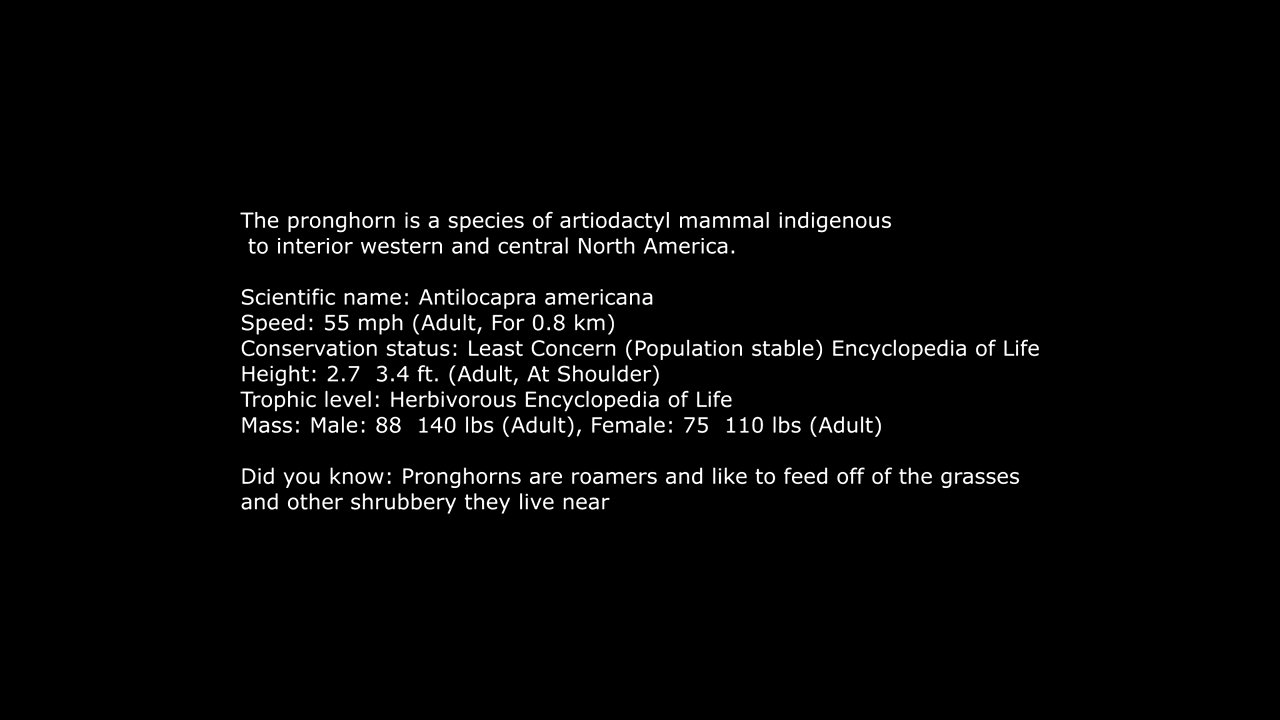 The pronghorn is a species of artiodactyl mammal indigenous
to interior western and central North America.
Scientific name: Antilocapra americana
Speed: 55 mph (Adult, For 0.8 km)
Conservation status: Least Concern (Population stable) Encyclopedia of Life
Height: 2.7  3.4 ft. (Adult, At Shoulder)
Trophic level: Herbivorous Encyclopedia of Life
Mass: Male: 88  140 lbs (Adult), Female: 75  110 lbs (Adult)
Did you know: Pronghorns are roamers and like to feed off of the grasses
and other shrubbery they live near